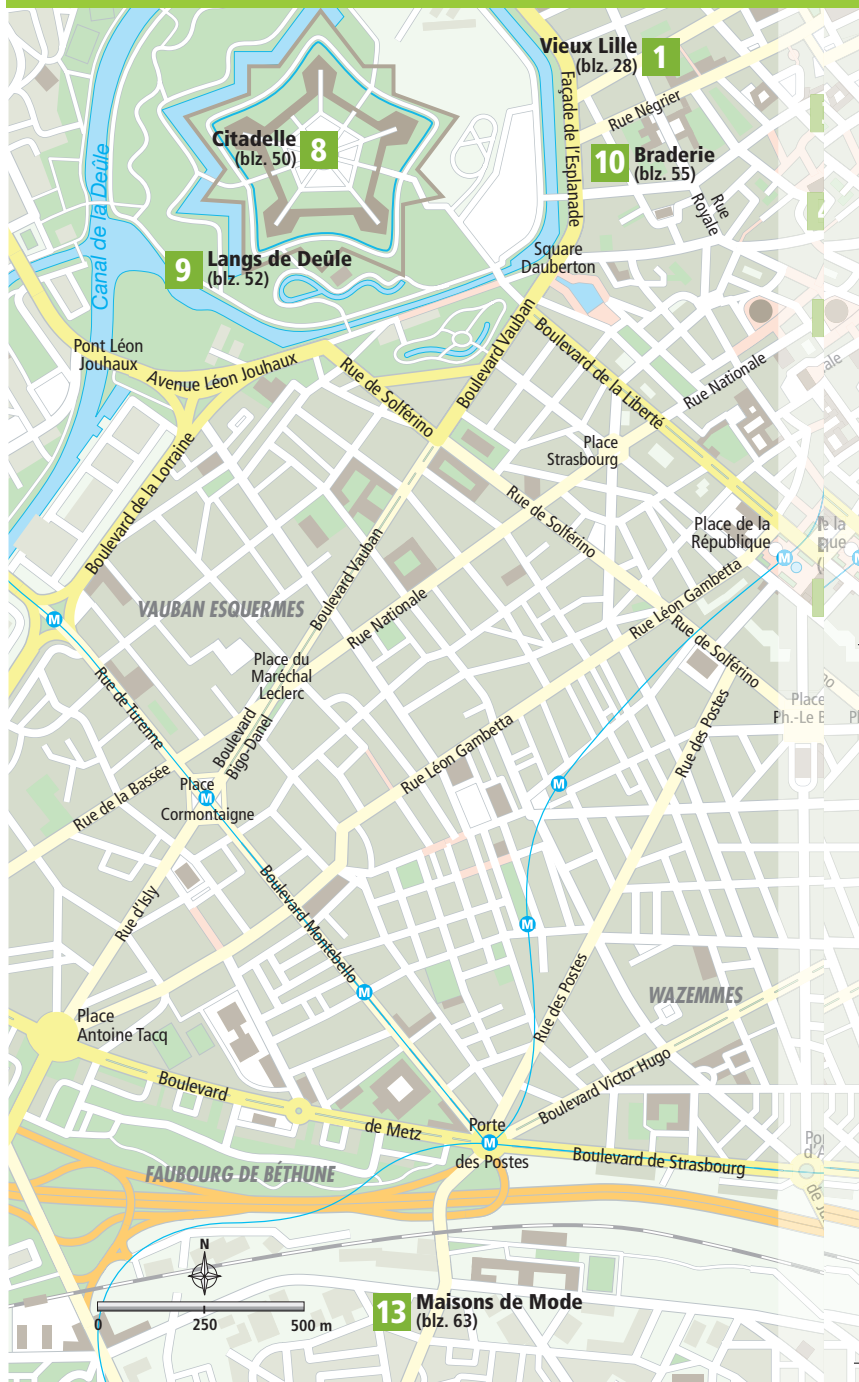 Vieux Lille
(blz. 28)
1
Façade de l'Esplanade
Rue Négrier
Citadelle
(blz. 50)
8
10
Braderie
(blz. 55)
Canal de la Deûle
Rue
Royale
9
Langs de Deûle
(blz. 52)
Square
Dauberton
Pont Léon
Jouhaux
Avenue Léon Jouhaux
Rue de Solférino
Boulevard Vauban
Boulevard de la Liberté
Rue Nationale
Place
Strasbourg
Boulevard de la Lorraine
Rue de Solférino
Place de la
République
M
M
VAUBAN ESQUERMES
Boulevard Vauban
Rue Nationale
Rue Léon Gambetta
Rue de Solférino
M
Place du
Maréchal
Leclerc
Rue de Turenne
Boulevard
Bigo-Danel
Rue Léon Gambetta
Rue des Postes
Place
Ph.-Le B
Rue de la Bassée
Place
M
Cormontaigne
M
Rue d'Isly
Boulevard Montebello
M
M
Rue des Postes
WAZEMMES
Place
Antoine Tacq
Boulevard
de Metz
Boulevard Victor Hugo
Porte
M
des Postes
Boulevard de Strasbourg
FAUBOURG DE BÉTHUNE
N
0
250
500 m
13
Maisons de Mode
(blz. 63)